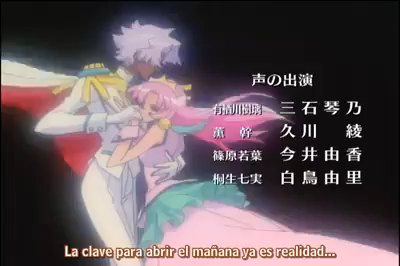 声の出演
有栖川樹璃 三石琴乃
薫 幹 久川 綾
篠原若葉 今井由香
桐生七実 白鳥由里
La clave para abrir el mañana ya es realidad...